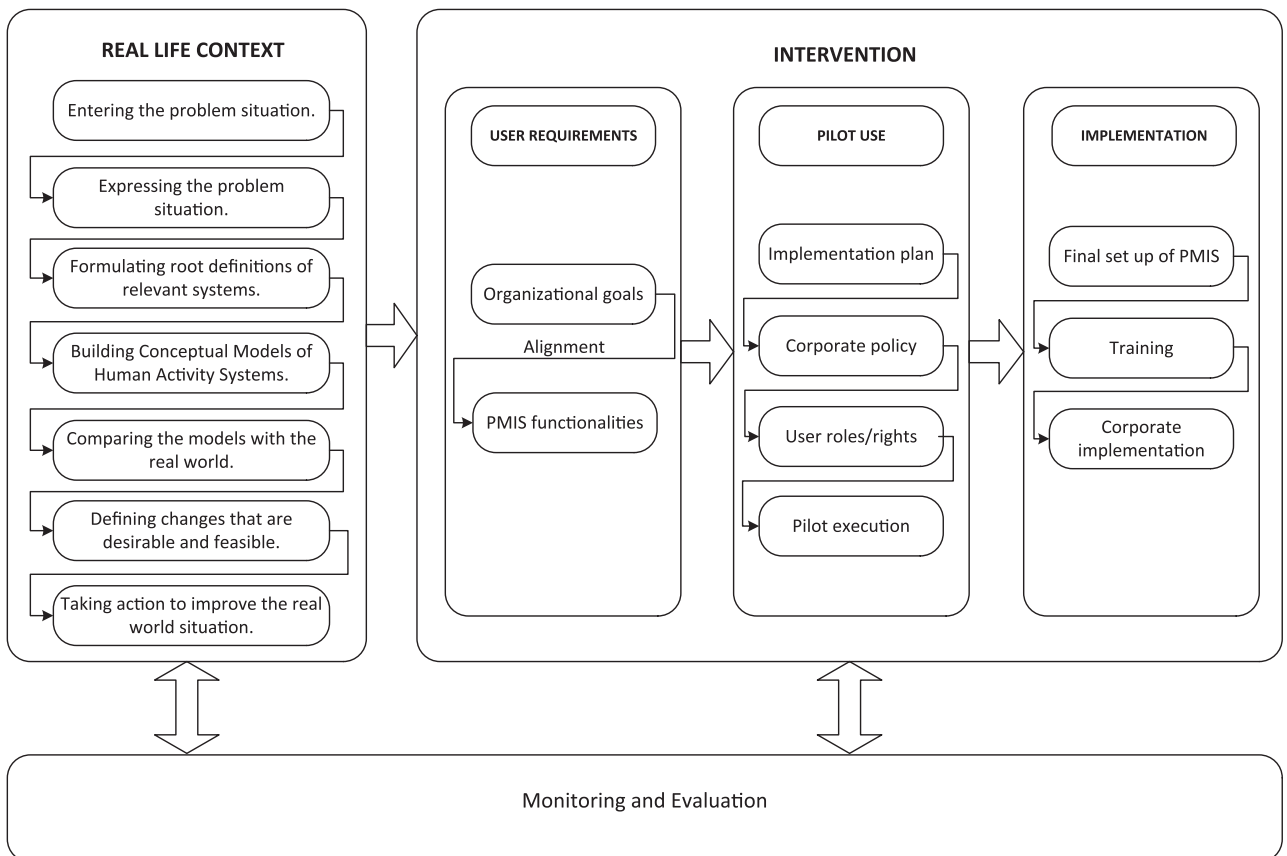 REAL LIFE CONTEXT
Entering the problem situation.
Expressing the problem
situation.
Formulating root definitions of
relevant systems.
Building Conceptual Models of
Human Activity Systems.
Comparing the models with the
real world.
Defining changes that are
desirable and feasible.
Taking action to improve the real
world situation.
INTERVENTION
USER REQUIREMENTS
Organizational goals
Alignment
PMIS functionalities
PILOT USE
Implementation plan
Corporate policy
User roles/rights
Pilot execution
IMPLEMENTATION
Final set up of PMIS
Training
Corporate
implementation
Monitoring and Evaluation